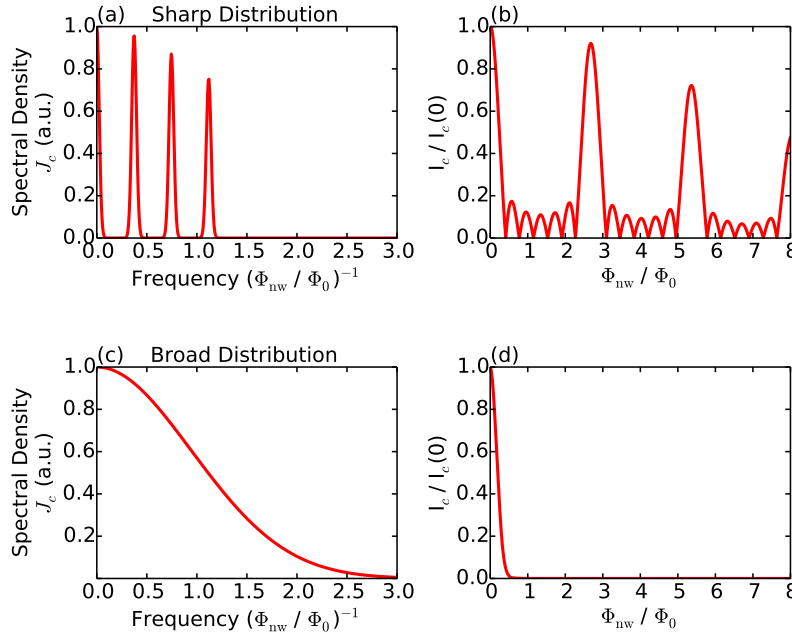 (a) Sharp Distribution
1.0
0.8
0.6
0.4
0.2
0.0
Spectral Density
J_c (a.u.)
0.0 0.5 1.0 1.5 2.0 2.5 3.0
Frequency (Φ_nw / Φ_0)^−1
(b)
1.0
0.8
0.6
0.4
0.2
0.0
I_c / I_c(0)
0 1 2 3 4 5 6 7 8
Φ_nw / Φ_0
(c) Broad Distribution
1.0
0.8
0.6
0.4
0.2
Spectral Density
J_c (a.u.)
0.0 0.5 1.0 1.5 2.0 2.5 3.0
Frequency (Φ_nw / Φ_0)^−1
(d)
1.0
0.8
0.6
0.4
0.2
0.0
I_c / I_c(0)
0 1 2 3 4 5 6 7 8
Φ_nw / Φ_0